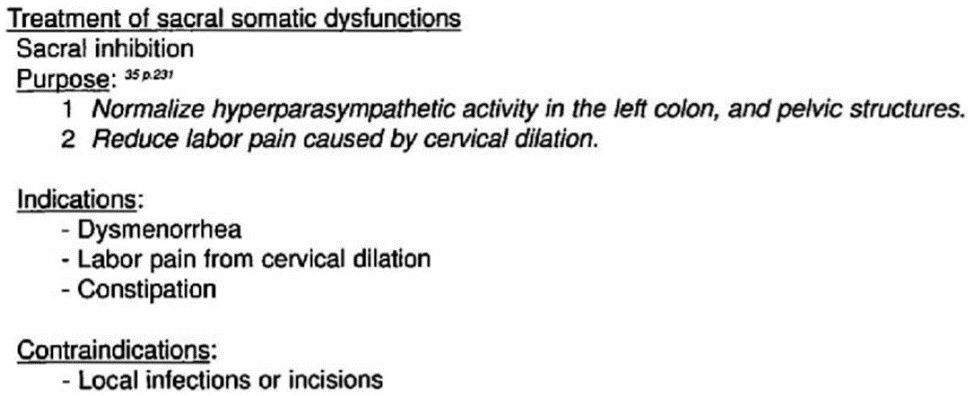 Treatment of sacral somatic dysfunctions
Sacral inhibition
Purpose: 35 p.231
1 Normalize hyperparasympathetic activity in the left colon, and pelvic structures.
2 Reduce labor pain caused by cervical dilation.
Indications:
- Dysmenorrhea
- Labor pain from cervical dilation
- Constipation
Contraindications:
- Local infections or incisions